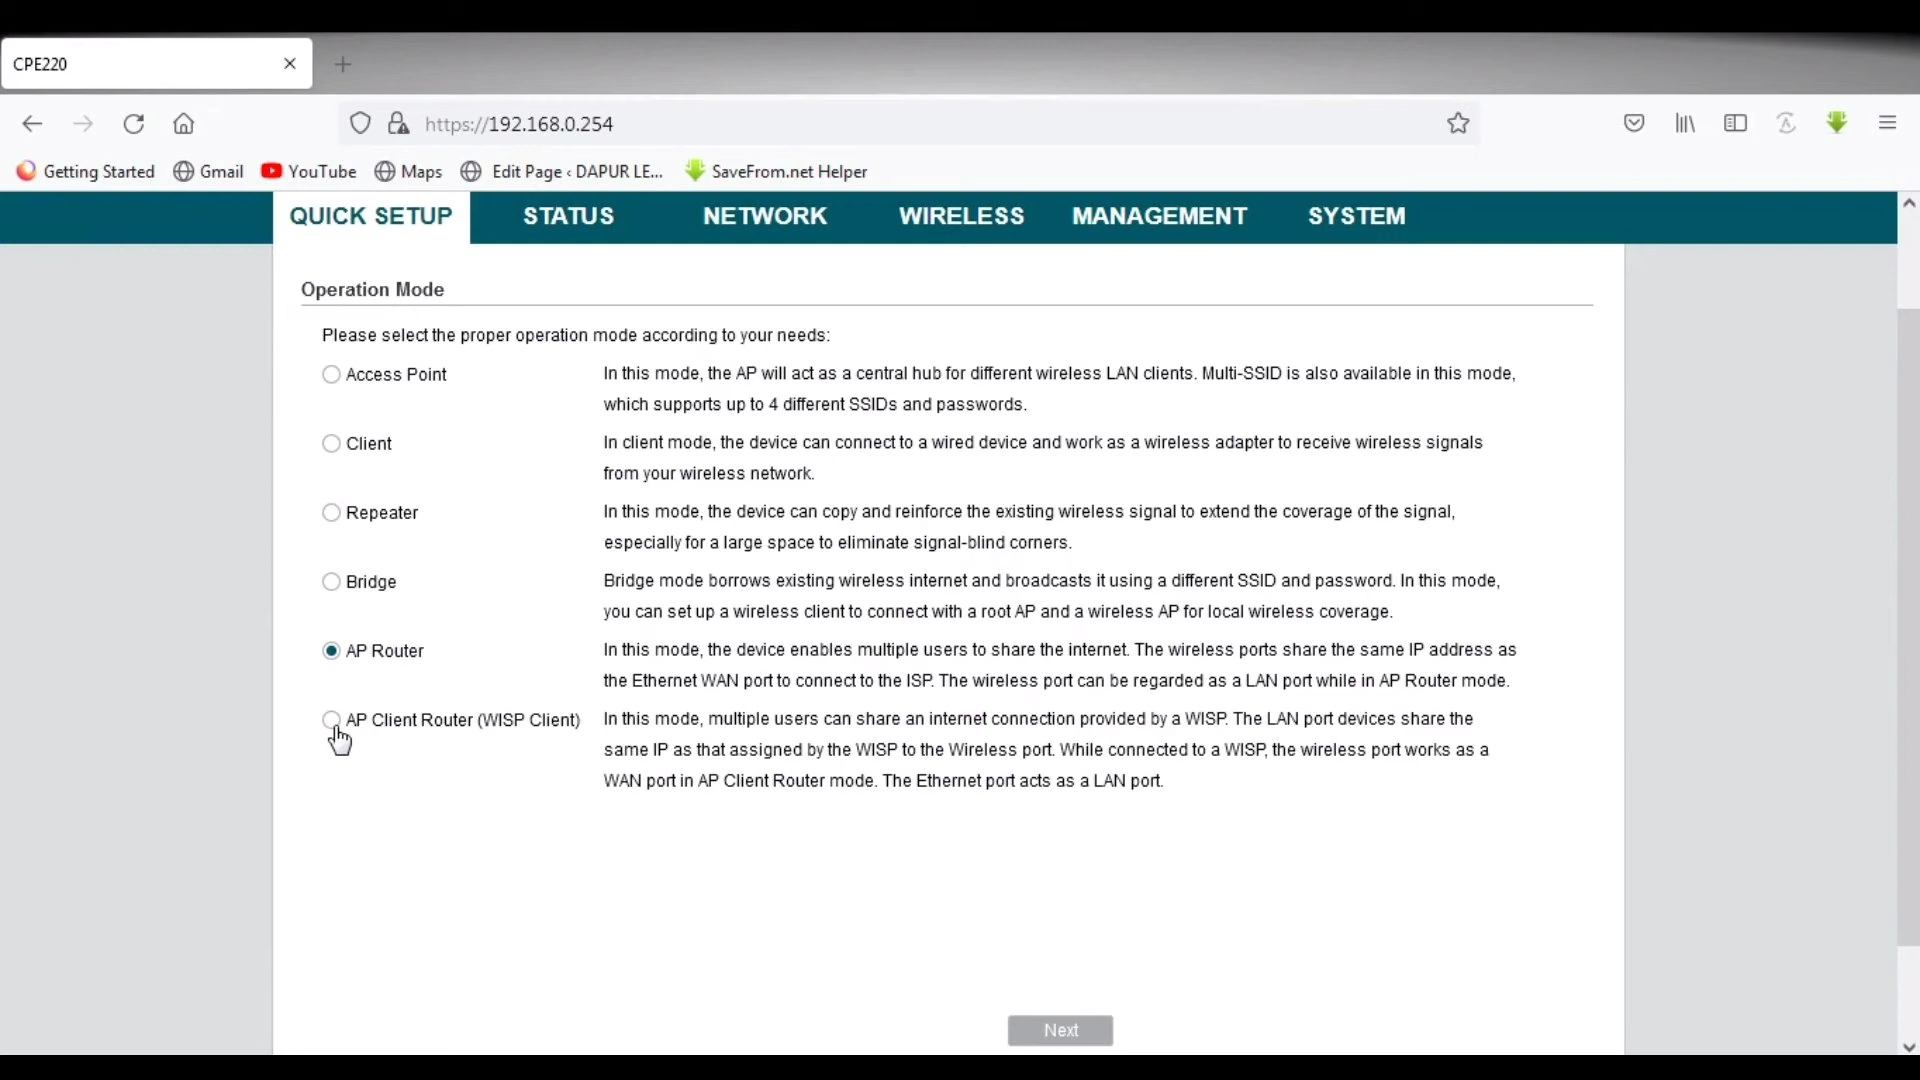 CPE220
https://192.168.0.254
Getting Started Gmail YouTube Maps Edit Page ‹ DAPUR LE... SaveFrom.net Helper
QUICK SETUP STATUS NETWORK WIRELESS MANAGEMENT SYSTEM
Operation Mode
Please select the proper operation mode according to your needs:
Access Point In this mode, the AP will act as a central hub for different wireless LAN clients. Multi-SSID is also available in this mode,
which supports up to 4 different SSIDs and passwords.
Client In client mode, the device can connect to a wired device and work as a wireless adapter to receive wireless signals
from your wireless network.
Repeater In this mode, the device can copy and reinforce the existing wireless signal to extend the coverage of the signal,
especially for a large space to eliminate signal-blind corners.
Bridge Bridge mode borrows existing wireless internet and broadcasts it using a different SSID and password. In this mode,
you can set up a wireless client to connect with a root AP and a wireless AP for local wireless coverage.
AP Router In this mode, the device enables multiple users to share the internet. The wireless ports share the same IP address as
the Ethernet WAN port to connect to the ISP. The wireless port can be regarded as a LAN port while in AP Router mode.
AP Client Router (WISP Client) In this mode, multiple users can share an internet connection provided by a WISP. The LAN port devices share the
same IP as that assigned by the WISP to the Wireless port. While connected to a WISP, the wireless port works as a
WAN port in AP Client Router mode. The Ethernet port acts as a LAN port.
Next